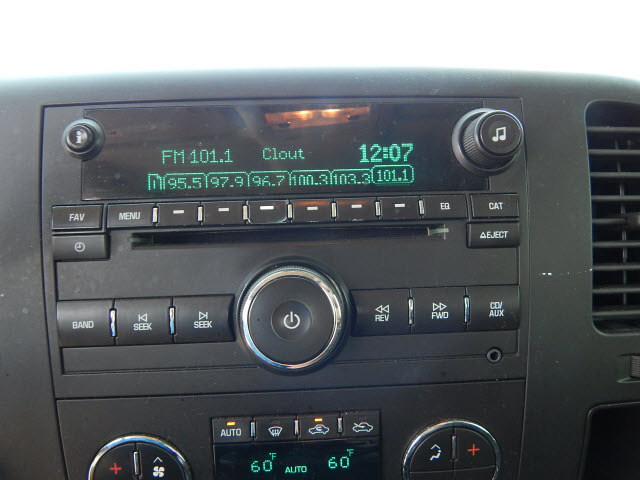 FM 101.1 Clout 12:07
95.5 97.9 96.7 100.3 103.3 101.1
FAV MENU EQ CAT
EJECT
BAND SEEK SEEK REV FWD CD/AUX
AUTO
60°F AUTO 60°F